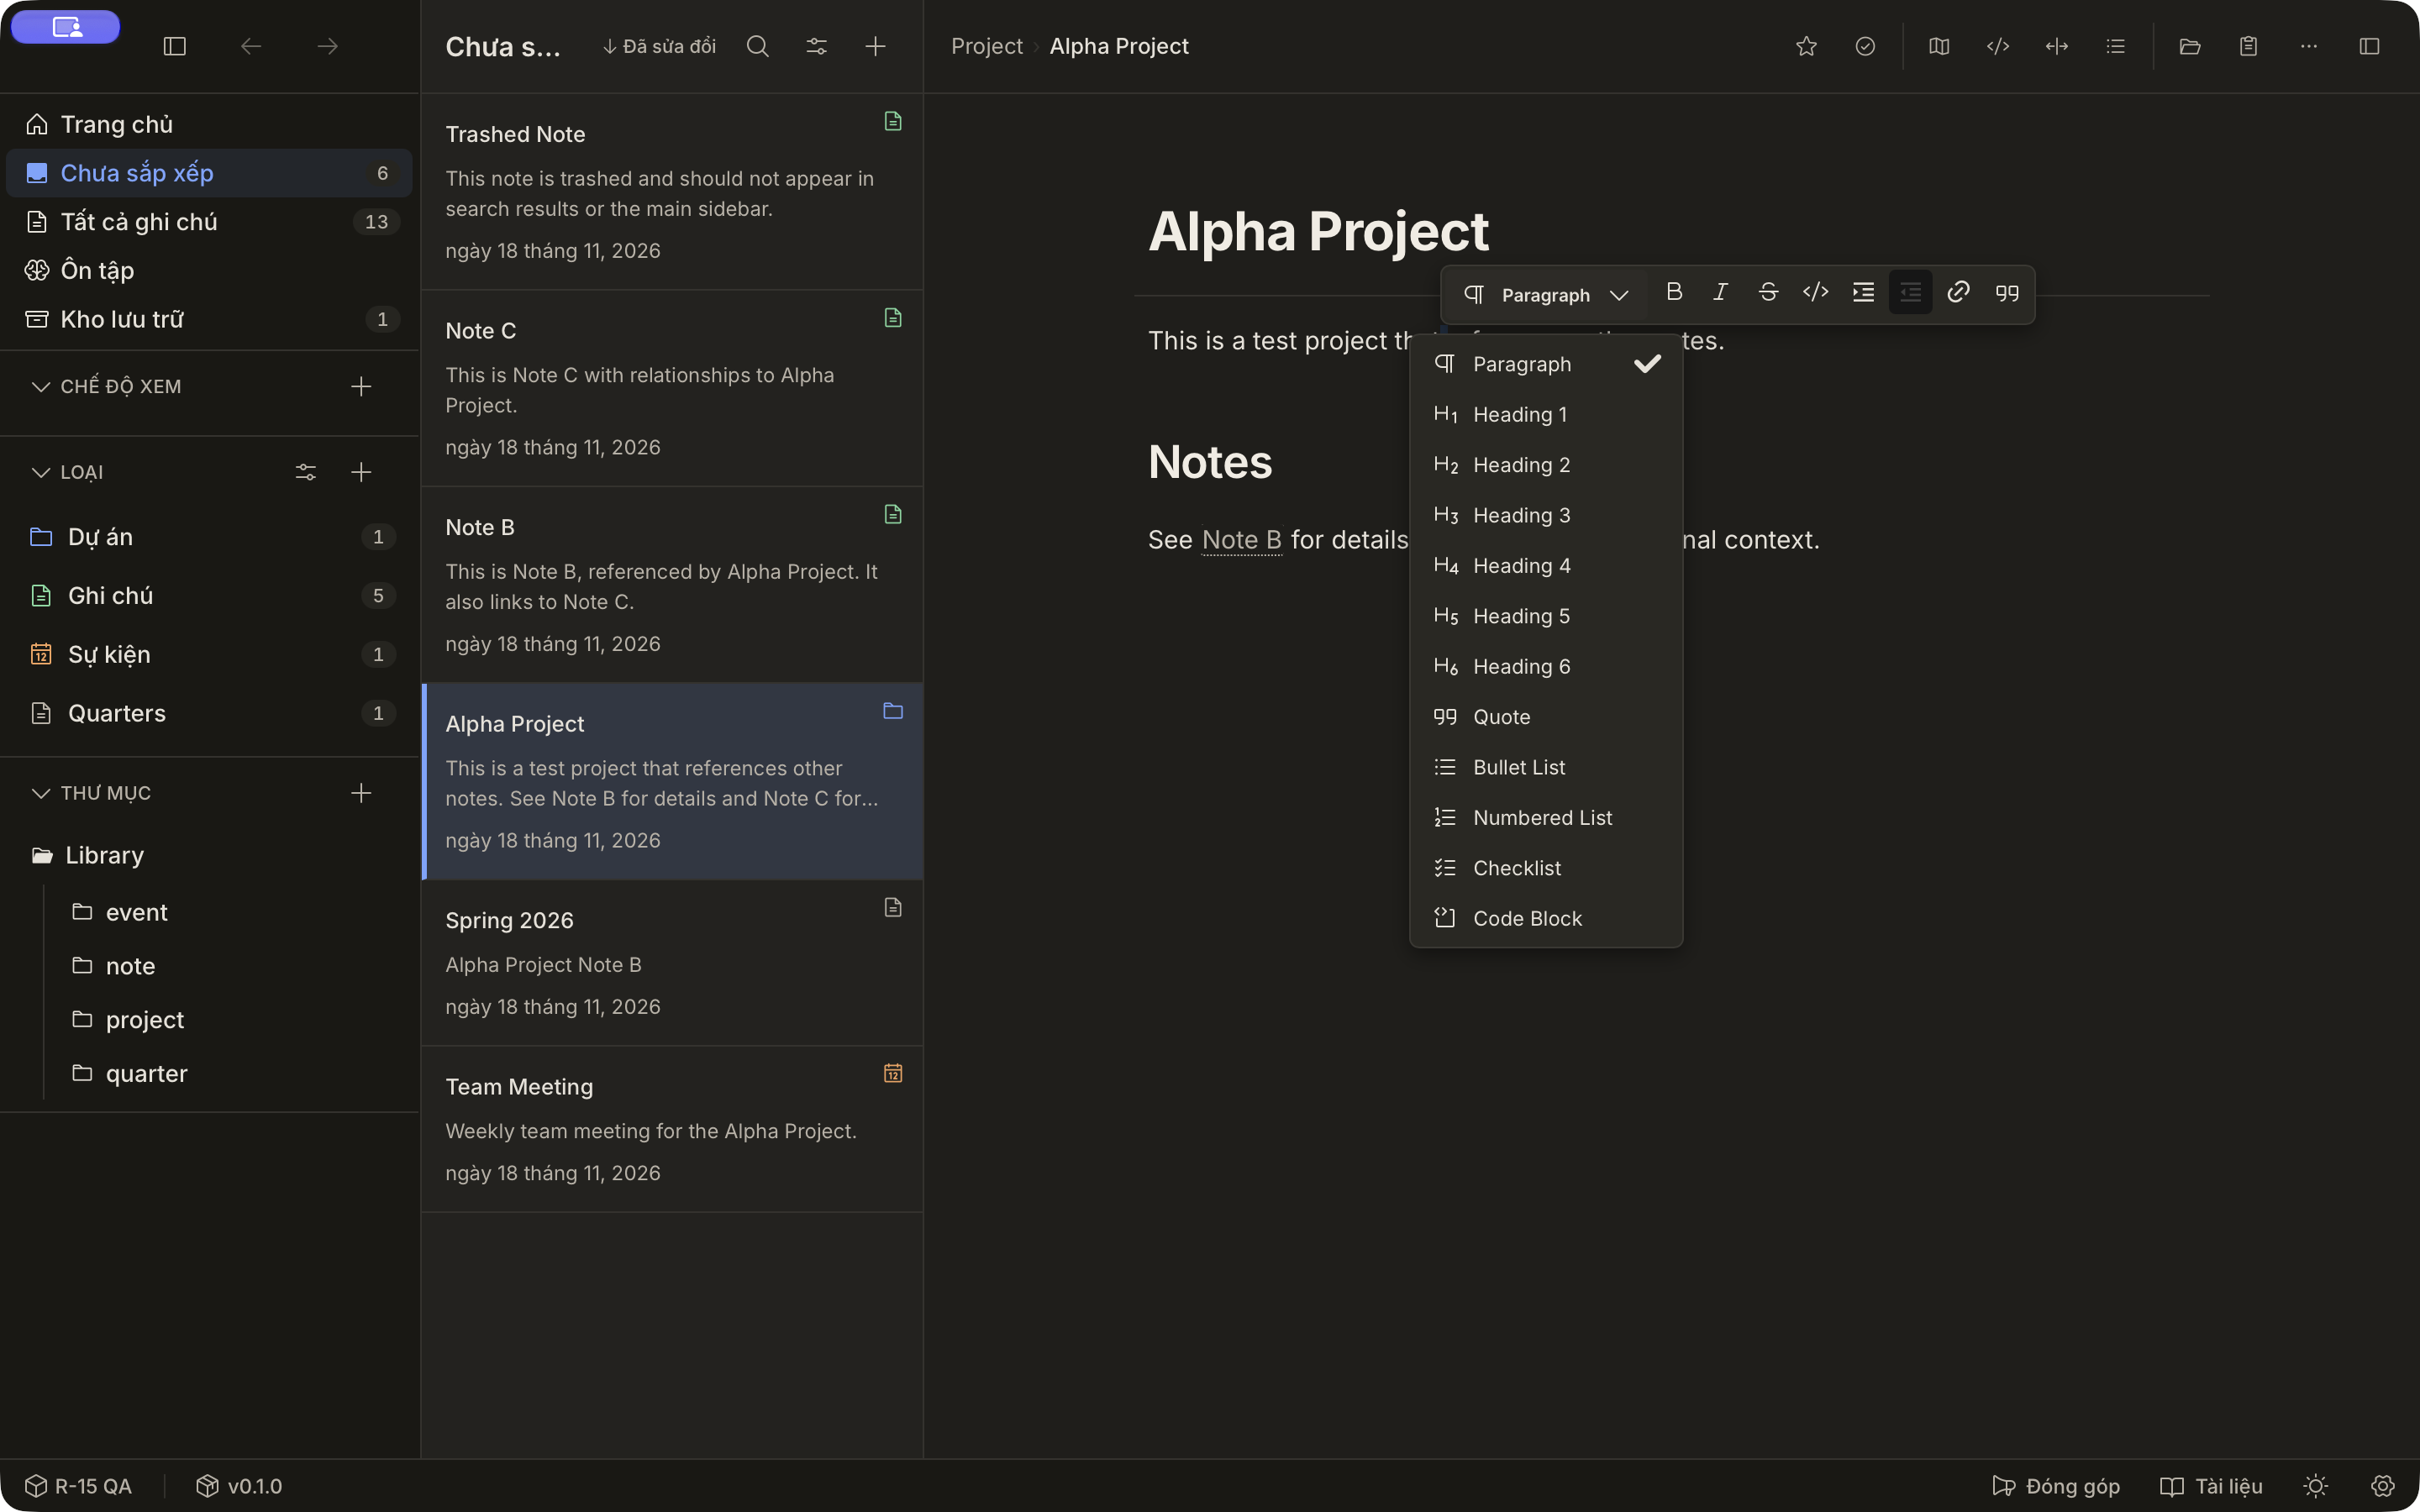 Trang chủ
Chưa sắp xếp 6
Tất cả ghi chú 13
Ôn tập
Kho lưu trữ 1
CHẾ ĐỘ XEM
LOẠI
Dự án 1
Ghi chú 5
Sự kiện 1
Quarters 1
THƯ MỤC
Library
event
note
project
quarter
Chưa s... Đã sửa đổi
Trashed Note
This note is trashed and should not appear in
search results or the main sidebar.
ngày 18 tháng 11, 2026
Note C
This is Note C with relationships to Alpha
Project.
ngày 18 tháng 11, 2026
Note B
This is Note B, referenced by Alpha Project. It
also links to Note C.
ngày 18 tháng 11, 2026
Alpha Project
This is a test project that references other
notes. See Note B for details and Note C for...
ngày 18 tháng 11, 2026
Spring 2026
Alpha Project Note B
ngày 18 tháng 11, 2026
Team Meeting
Weekly team meeting for the Alpha Project.
ngày 18 tháng 11, 2026
Project › Alpha Project
Alpha Project
Paragraph
This is a test project
Notes
See Note B for details context.
Paragraph
H1 Heading 1
H2 Heading 2
H3 Heading 3
H4 Heading 4
H5 Heading 5
H6 Heading 6
Quote
Bullet List
Numbered List
Checklist
Code Block
R-15 QA
v0.1.0
Đóng góp
Tài liệu